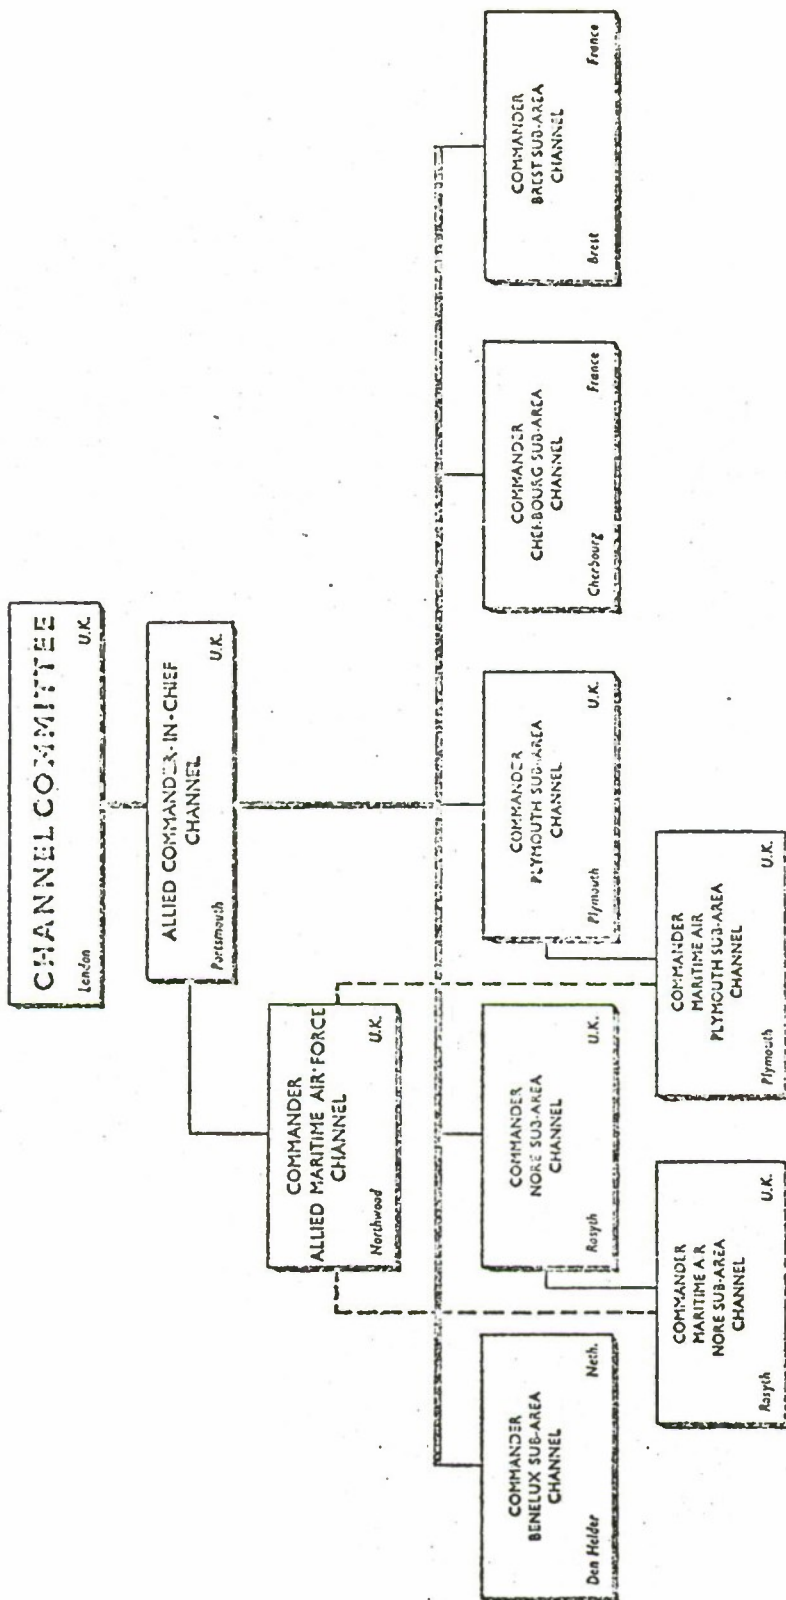 CHANNEL COMMITTEE
London U.K.
ALLIED COMMANDER-IN-CHIEF
CHANNEL
Portsmouth U.K.
COMMANDER
ALLIED MARITIME AIR FORCE
CHANNEL
Northwood U.K.
COMMANDER
BENELUX SUB-AREA
CHANNEL
Den Helder Neth.
COMMANDER
NORE SUB-AREA
CHANNEL
Rosyth U.K.
COMMANDER
PLYMOUTH SUB-AREA
CHANNEL
Plymouth U.K.
COMMANDER
CHERBOURG SUB-AREA
CHANNEL
Cherbourg France
COMMANDER
BREST SUB-AREA
CHANNEL
Brest France
COMMANDER
MARITIME AIR
NORE SUB-AREA
CHANNEL
Rosyth U.K.
COMMANDER
MARITIME AIR
PLYMOUTH SUB-AREA
CHANNEL
Plymouth U.K.